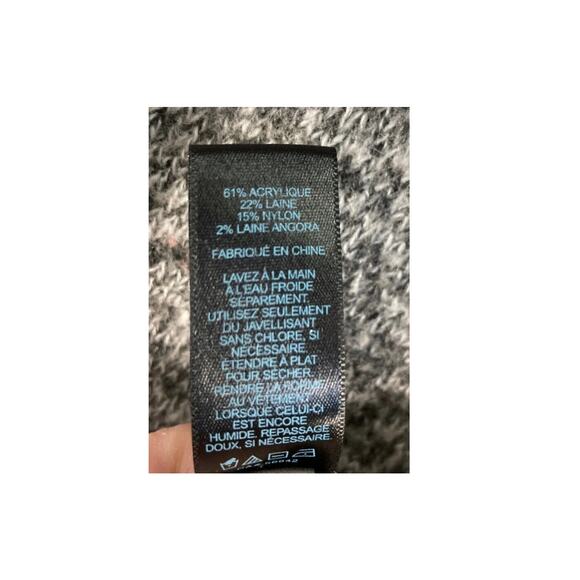 61% ACRYLIQUE
22% LAINE
15% NYLON
2% LAINE ANGORA
FABRIQUÉ EN CHINE
LAVEZ À LA MAIN
À L'EAU FROIDE
SÉPAREMENT.
UTILISEZ SEULEMENT
DU JAVELLISANT
SANS CHLORE, SI
NÉCESSAIRE.
ÉTENDRE À PLAT
POUR SÉCHER.
RENDRE LA FORME
AU VÊTEMENT
LORSQUE CELUI-CI
EST ENCORE
HUMIDE. REPASSAGE
DOUX, SI NÉCESSAIRE.